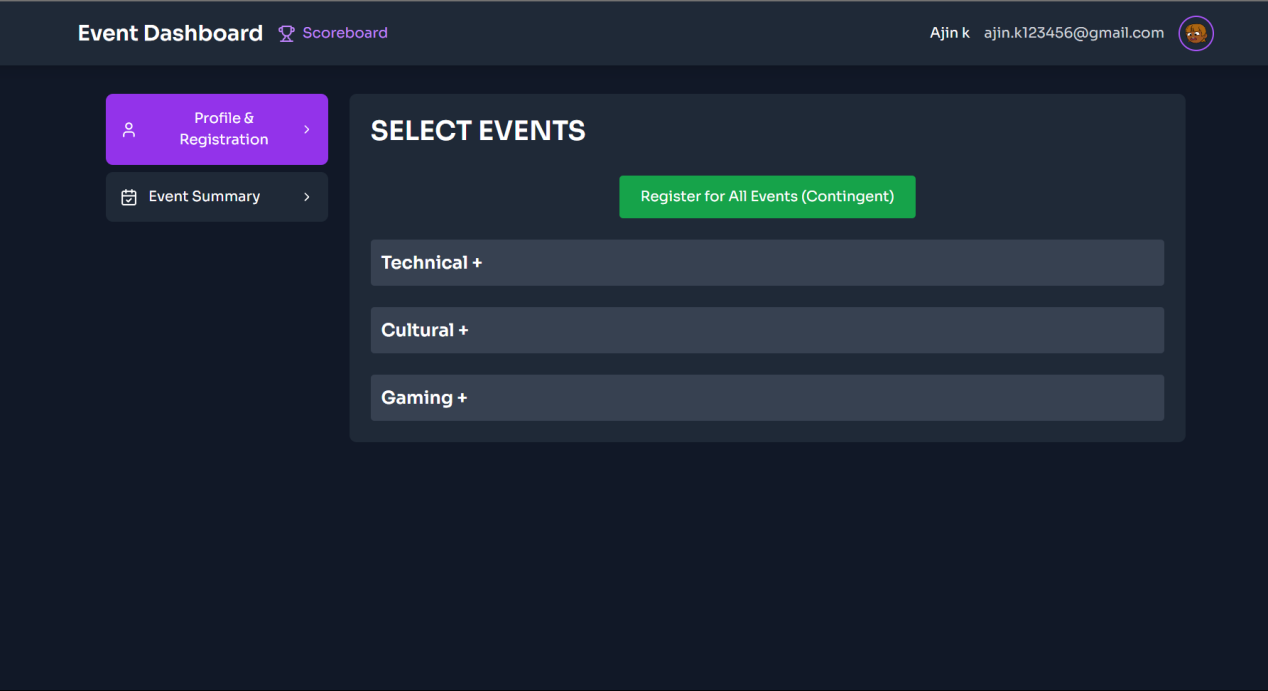 Event Dashboard Scoreboard Ajin k ajin.k123456@gmail.com
Profile &
Registration
Event Summary
SELECT EVENTS
Register for All Events (Contingent)
Technical +
Cultural +
Gaming +